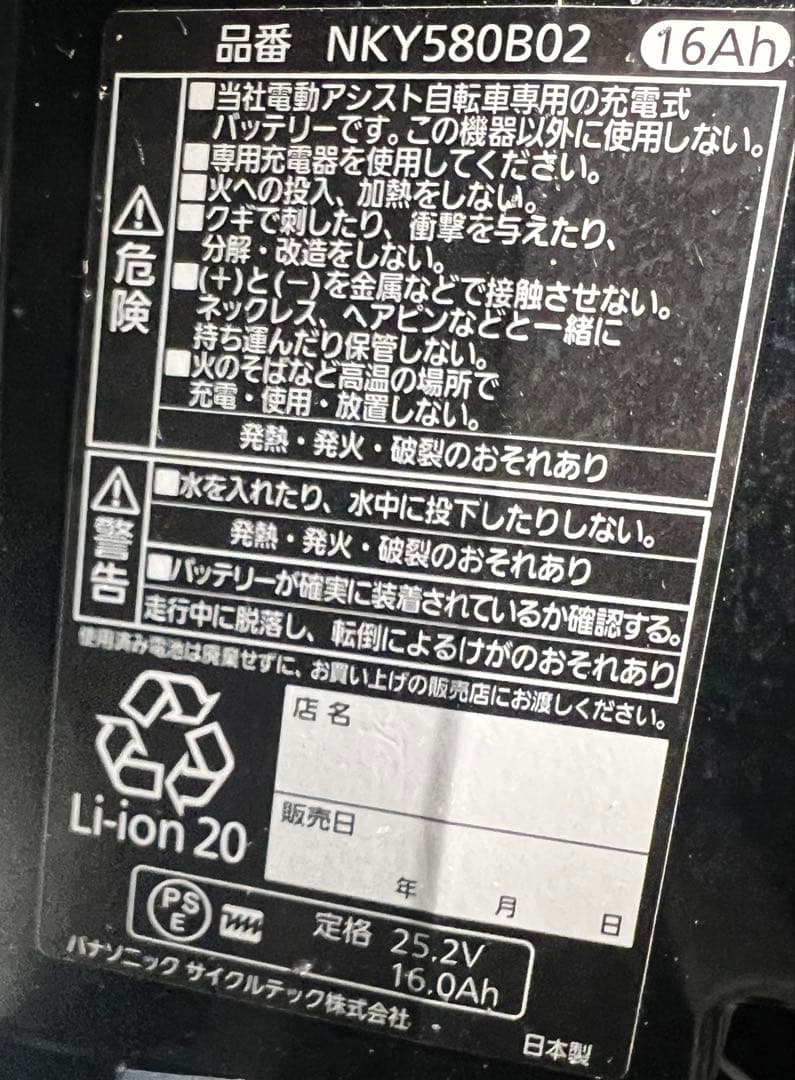 品番 NKY580B02 16Ah
危険
■当社電動アシスト自転車専用の充電式
バッテリーです。この機器以外に使用しない。
■専用充電器を使用してください。
■火への投入、加熱をしない。
■クギで刺したり、衝撃を与えたり、
分解・改造をしない。
■(+)と(−)を金属などで接触させない。
ネックレス、ヘアピンなどと一緒に
持ち運んだり保管しない。
■火のそばなど高温の場所で
充電・使用・放置しない。
発熱・発火・破裂のおそれあり
警告
■水を入れたり、水中に投下したりしない。
発熱・発火・破裂のおそれあり
■バッテリーが確実に装着されているか確認する。
走行中に脱落し、転倒によるけがのおそれあり
使用済み電池は廃棄せずに、お買い上げの販売店にお渡しください。
Li-ion 20
店名
販売日
年 月 日
PS
E
定格 25.2V
16.0Ah
パナソニック サイクルテック株式会社
日本製